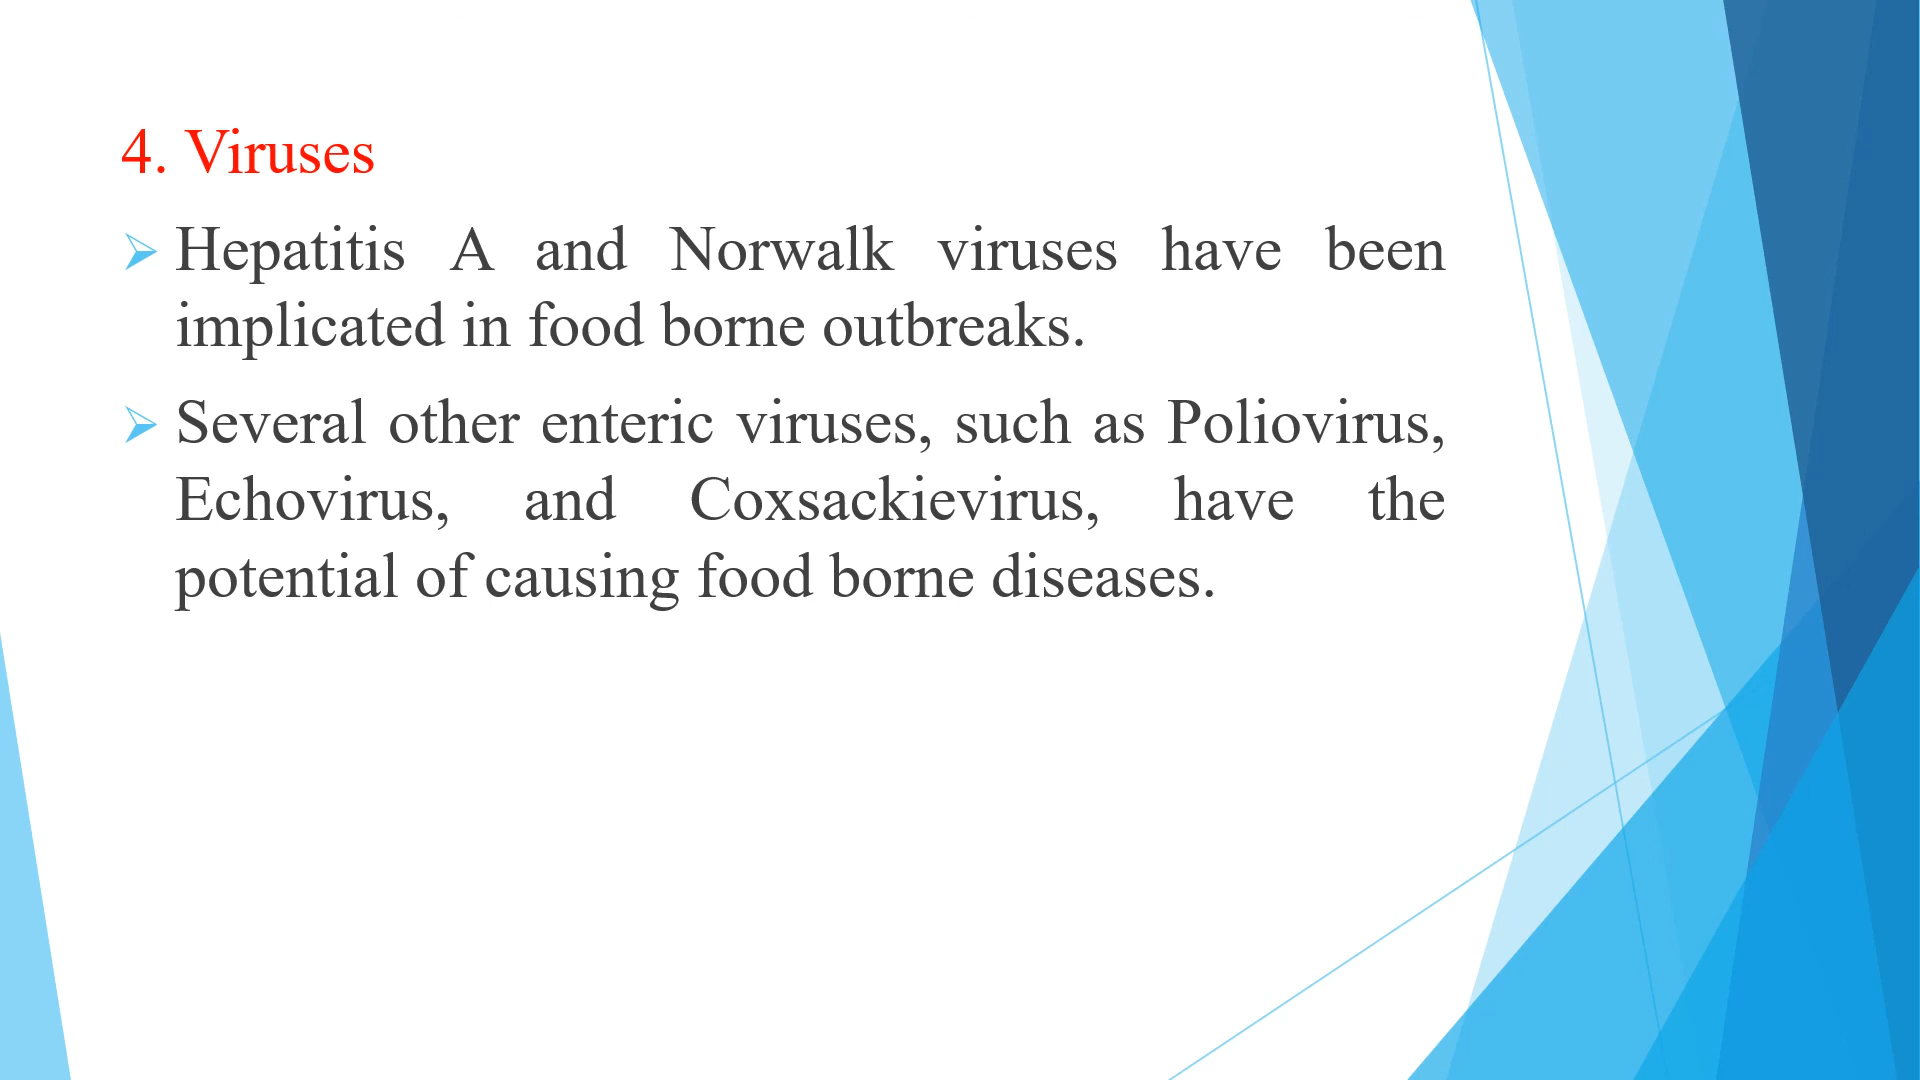 4. Viruses
Hepatitis A and Norwalk viruses have been
implicated in food borne outbreaks.
Several other enteric viruses, such as Poliovirus,
Echovirus, and Coxsackievirus, have the
potential of causing food borne diseases.